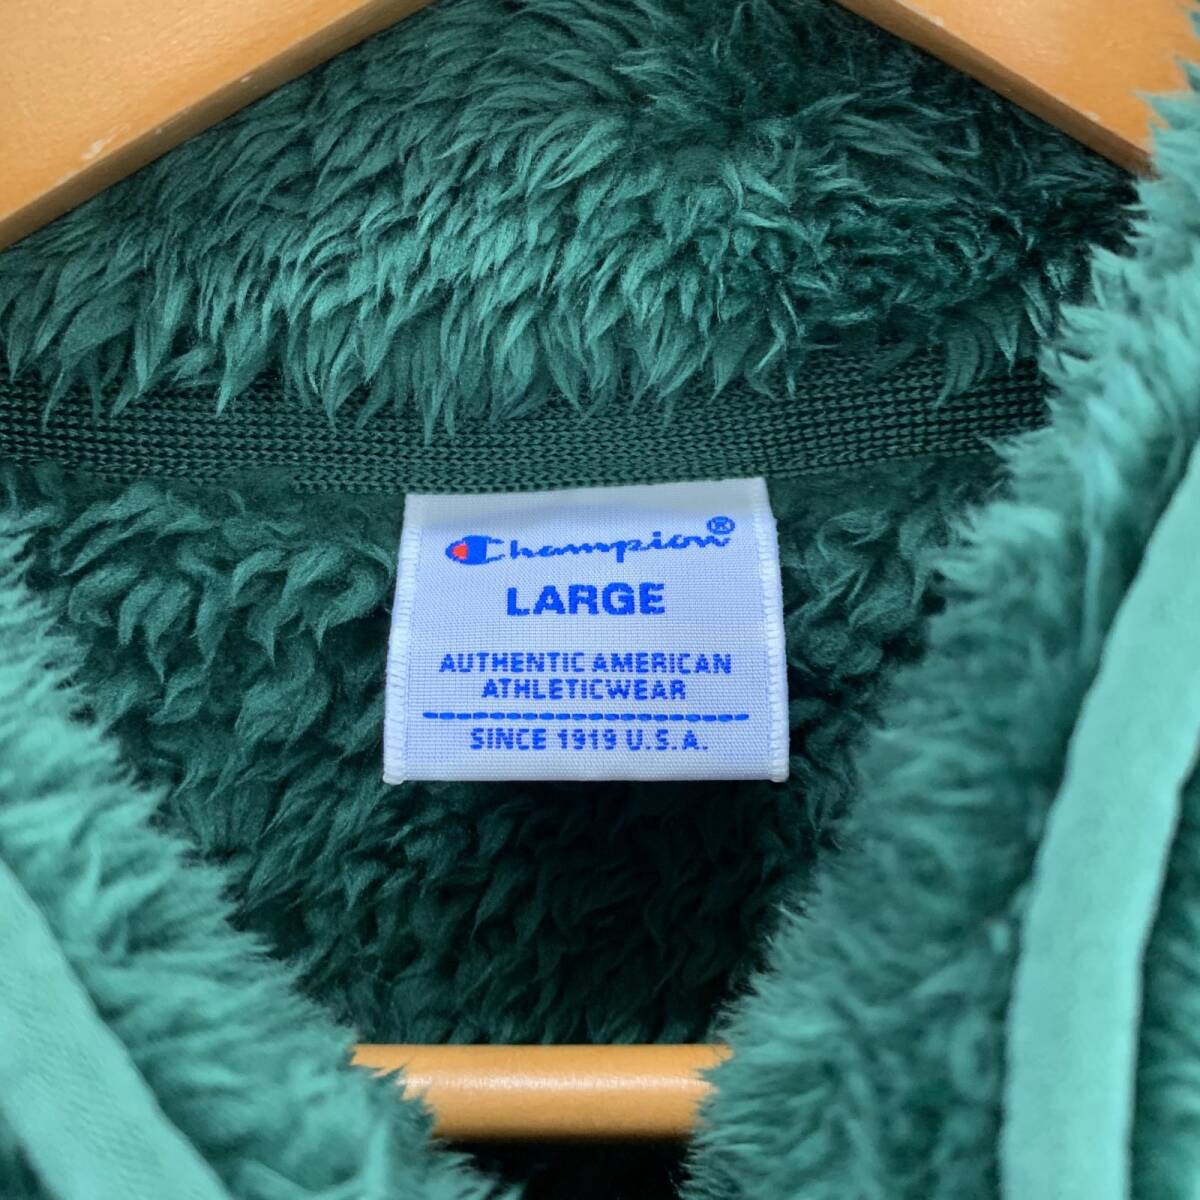 Champion®
LARGE
AUTHENTIC AMERICAN
ATHLETICWEAR
SINCE 1919 U.S.A.